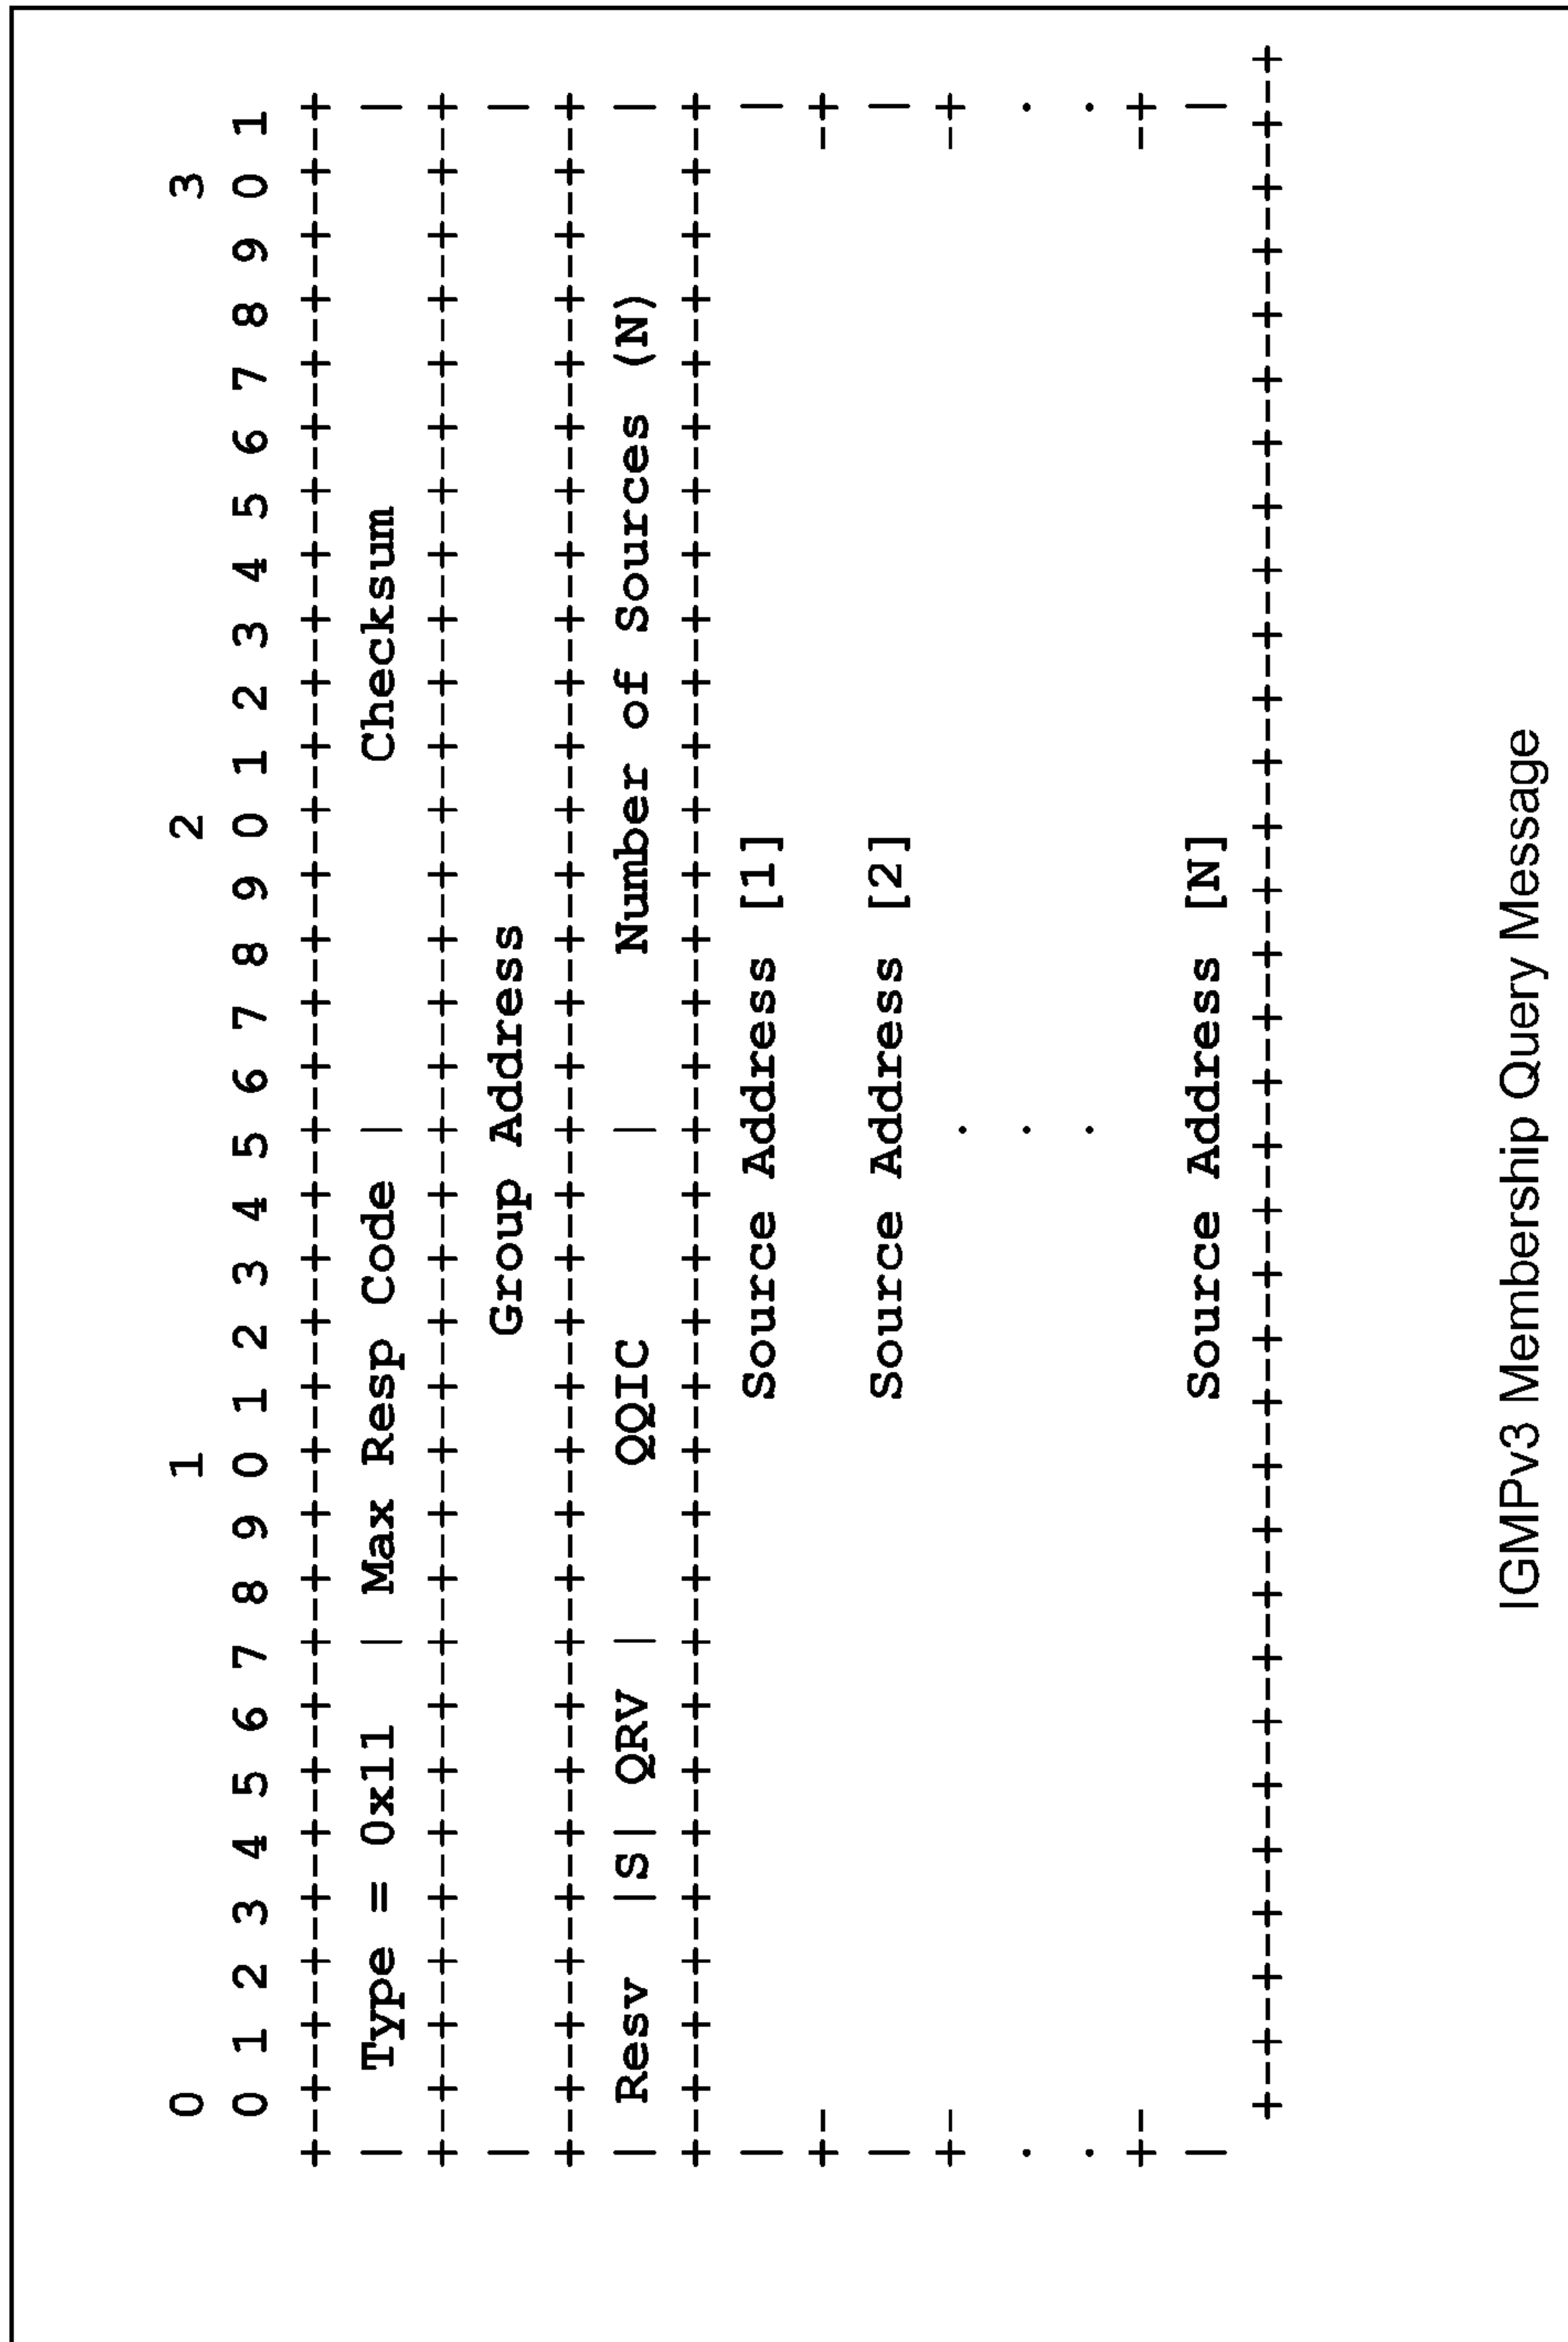 0                   1                   2                   3
 0 1 2 3 4 5 6 7 8 9 0 1 2 3 4 5 6 7 8 9 0 1 2 3 4 5 6 7 8 9 0 1
+-+-+-+-+-+-+-+-+-+-+-+-+-+-+-+-+-+-+-+-+-+-+-+-+-+-+-+-+-+-+-+-+
|  Type = 0x11  | Max Resp Code |           Checksum            |
+-+-+-+-+-+-+-+-+-+-+-+-+-+-+-+-+-+-+-+-+-+-+-+-+-+-+-+-+-+-+-+-+
|                         Group Address                         |
+-+-+-+-+-+-+-+-+-+-+-+-+-+-+-+-+-+-+-+-+-+-+-+-+-+-+-+-+-+-+-+-+
| Resv  |S| QRV |     QQIC      |     Number of Sources (N)     |
+-+-+-+-+-+-+-+-+-+-+-+-+-+-+-+-+-+-+-+-+-+-+-+-+-+-+-+-+-+-+-+-+
|                       Source Address [1]                      |
+-                                                             -+
|                       Source Address [2]                      |
+-                              .                              -+
.                               .                               .
.                               .                               .
+-                                                             -+
|                       Source Address [N]                      |
 +-+-+-+-+-+-+-+-+-+-+-+-+-+-+-+-+-+-+-+-+-+-+-+-+-+-+-+-+-+-+-+-+
IGMPv3 Membership Query Message